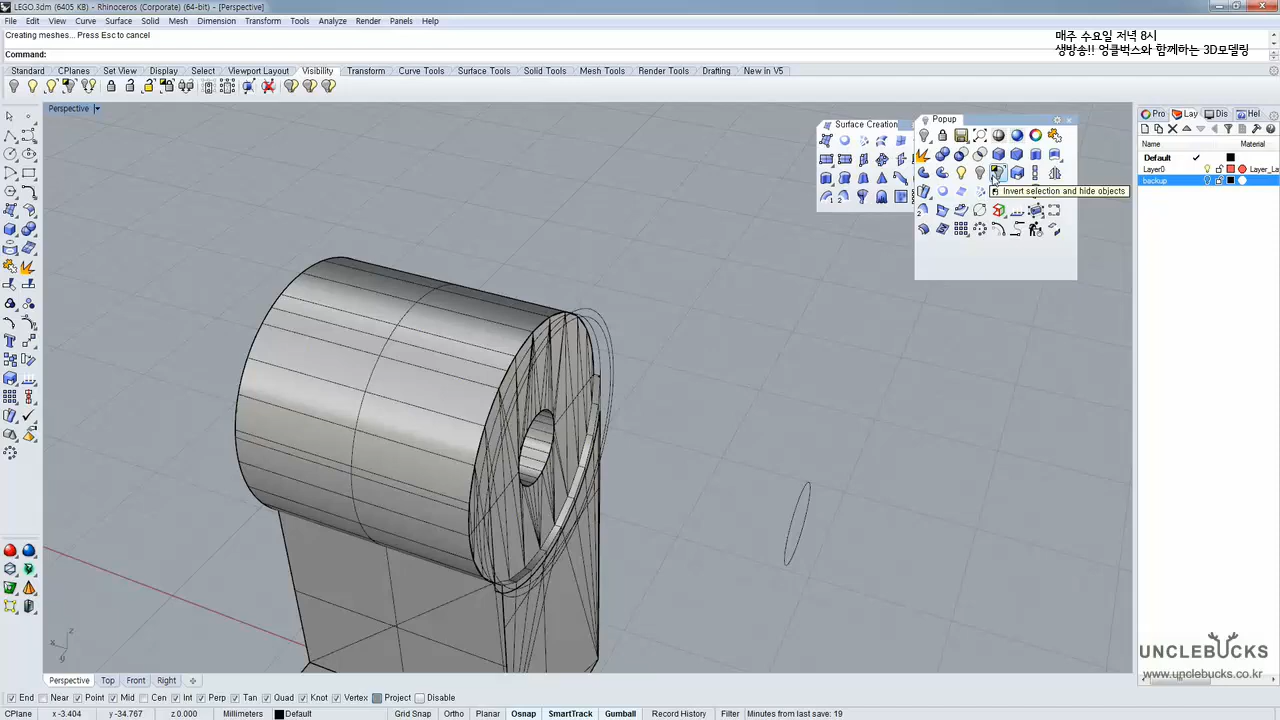 LEGO.3dm (6405 KB) - Rhinoceros (Corporate) (64-bit) - [Perspective]
File Edit View Curve Surface Solid Mesh Dimension Transform Tools Analyze Render Panels Help
Creating meshes... Press Esc to cancel
매주 수요일 저녁 8시
생방송!! 엉클벅스와 함께하는 3D모델링
Command:
Standard CPlanes Set View Display Select Viewport Layout Visibility Transform Curve Tools Surface Tools Solid Tools Mesh Tools Render Tools Drafting New in V5
Perspective
Surface Creation
Popup
Pro Lay Dis Hel
Name
Default
Layer0 Layer_La
backup
Invert selection and hide objects
z
x
y
UNCLEBUCKS
www.unclebucks.co.kr
Perspective Top Front Right
End Near Point Mid Cen Int Perp Tan Quad Knot Vertex Project Disable
CPlane x -3.404 y -34.767 z 0.000 Millimeters Default Grid Snap Ortho Planar Osnap SmartTrack Gumball Record History Filter Minutes from last save: 19